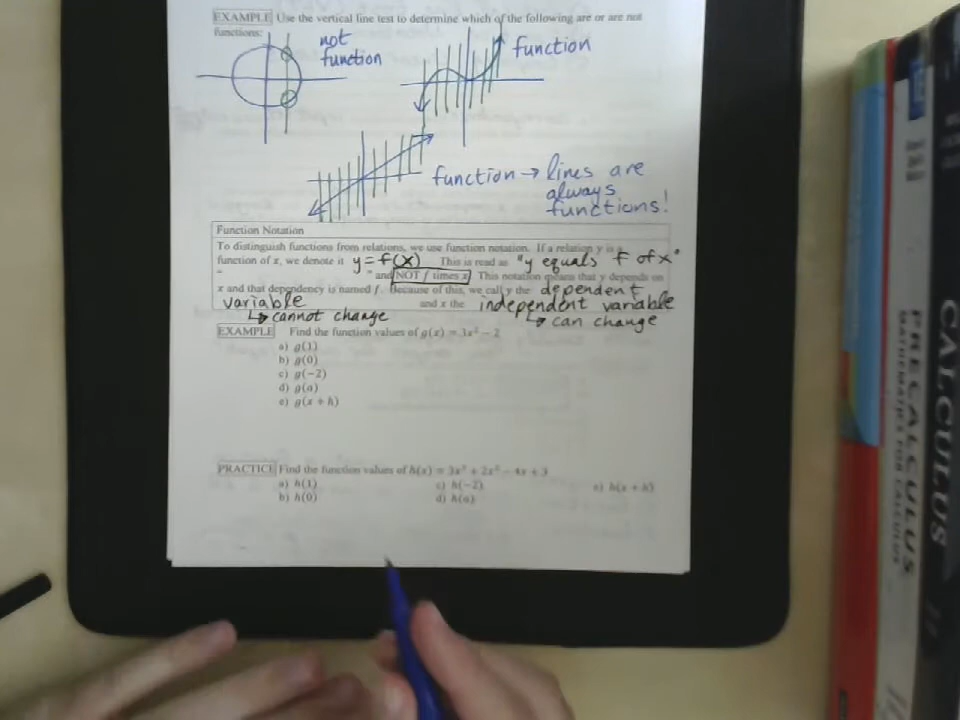 EXAMPLE Use the vertical line test to determine which of the following are or are not
functions:
not
function
function
function → lines are
always
functions!
Function Notation
To distinguish functions from relations, we use function notation. If a relation y is a
function of x, we denote it y = f(x) This is read as "y equals f of x"
" " and NOT f times x This notation means that y depends on
x and that dependency is named f. Because of this, we call y the dependent
variable and x the independent variable
↳ cannot change ↳ can change
EXAMPLE Find the function values of g(x) = 3x² − 2
a) g(1)
b) g(0)
c) g(−2)
d) g(a)
e) g(x + h)
PRACTICE Find the function values of h(x) = 3x³ + 2x² − 4x + 3
a) h(1) c) h(−2) e) h(x + h)
b) h(0) d) h(a)
PRECALCULUS
MATHEMATICS FOR CALCULUS
CALCULUS